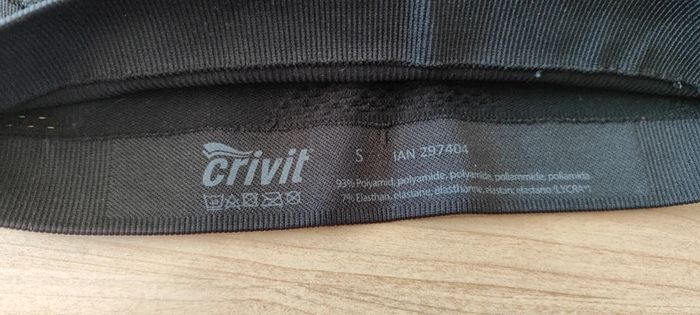 crivit
S IAN 297404
93% Polyamid, polyamide, polyamide, poliammide, poliamida
7% Elasthan, elastane, élasthanne, elastan, elastano (LYCRA®)